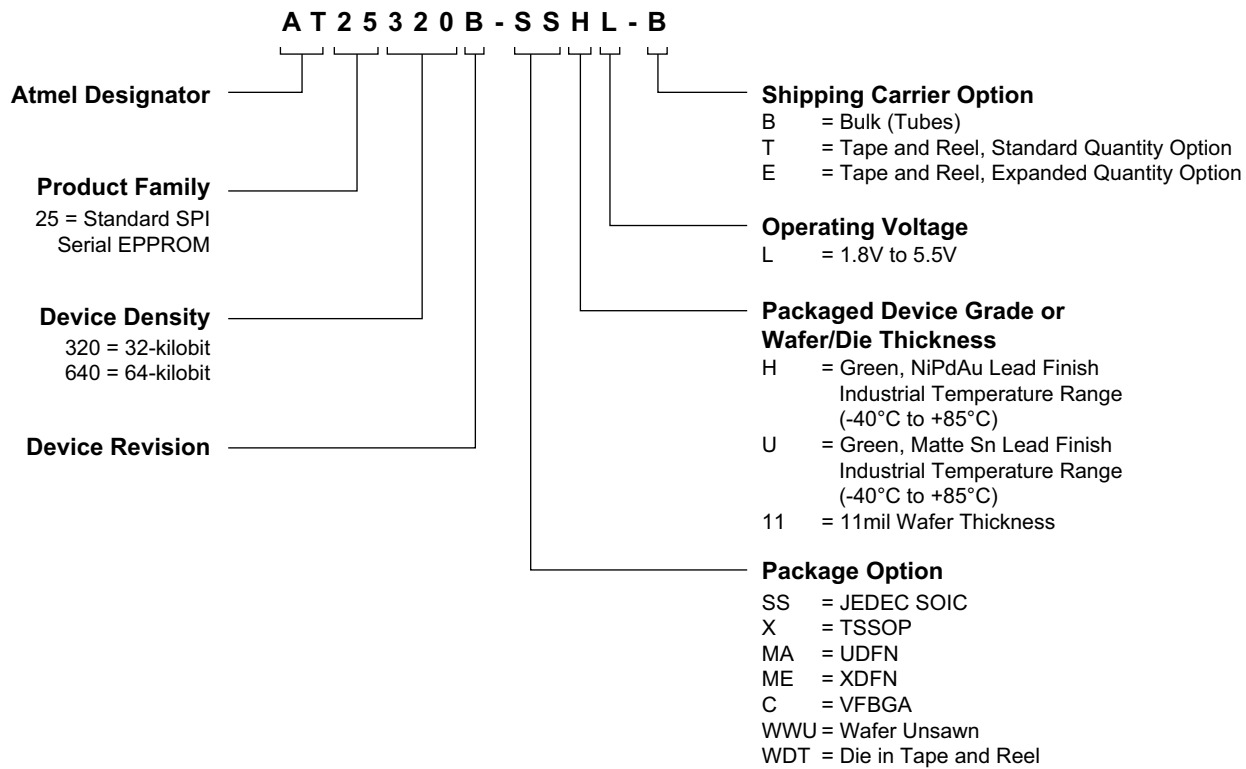 AT25320B-SSHL-B
Atmel Designator
Product Family
25 = Standard SPI
Serial EPPROM
Device Density
320 = 32-kilobit
640 = 64-kilobit
Device Revision
Shipping Carrier Option
B = Bulk (Tubes)
T = Tape and Reel, Standard Quantity Option
E = Tape and Reel, Expanded Quantity Option
Operating Voltage
L = 1.8V to 5.5V
Packaged Device Grade or
Wafer/Die Thickness
H = Green, NiPdAu Lead Finish
Industrial Temperature Range
(-40°C to +85°C)
U = Green, Matte Sn Lead Finish
Industrial Temperature Range
(-40°C to +85°C)
11 = 11mil Wafer Thickness
Package Option
SS = JEDEC SOIC
X = TSSOP
MA = UDFN
ME = XDFN
C = VFBGA
WWU = Wafer Unsawn
WDT = Die in Tape and Reel